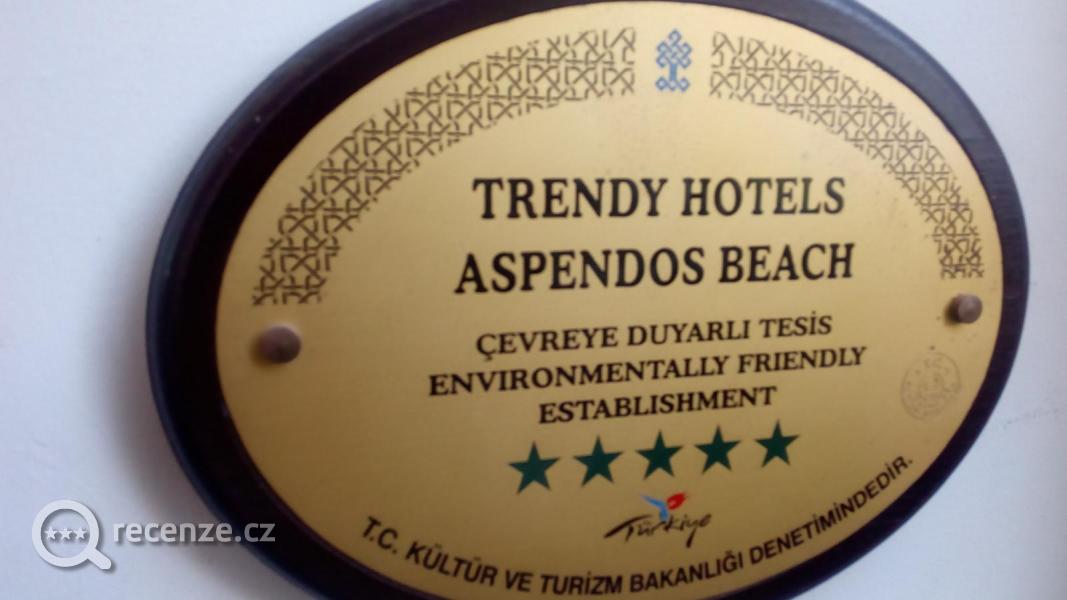 TRENDY HOTELS
ASPENDOS BEACH
ÇEVREYE DUYARLI TESİS
ENVIRONMENTALLY FRIENDLY
ESTABLISHMENT
Türkiye
T.C. KÜLTÜR VE TURİZM BAKANLIĞI DENETİMİNDEDİR.
recenze.cz